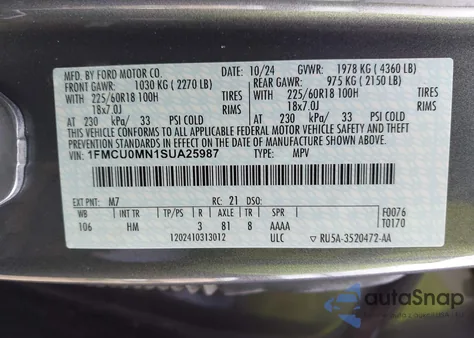 MFD. BY FORD MOTOR CO. 10/24 GVWR: 1978 KG ( 4360 LB)
FRONT GAWR: 1030 KG ( 2270 LB) REAR GAWR: 975 KG ( 2150 LB)
WITH 225/60R18 100H TIRES WITH 225/60R18 100H TIRES
18x7.0J RIMS 18x7.0J RIMS
AT 230 kPa/ 33 PSI COLD AT 230 kPa/ 33 PSI COLD
THIS VEHICLE CONFORMS TO ALL APPLICABLE FEDERAL MOTOR VEHICLE SAFETY, BUMPER, AND THEFT
PREVENTION STANDARDS IN EFFECT ON THE DATE OF MANUFACTURE SHOWN ABOVE.
VIN: 1FMCU0MN1SUA25987 TYPE: MPV
EXT PNT: M7 RC: 21 DSO: F0076
WB INT TR TP/PS R AXLE TR SPR T0170
106 HM 3 81 8 AAAA
1202410313012 ULC ▽ RU5A-3520472-AA
autoSnap